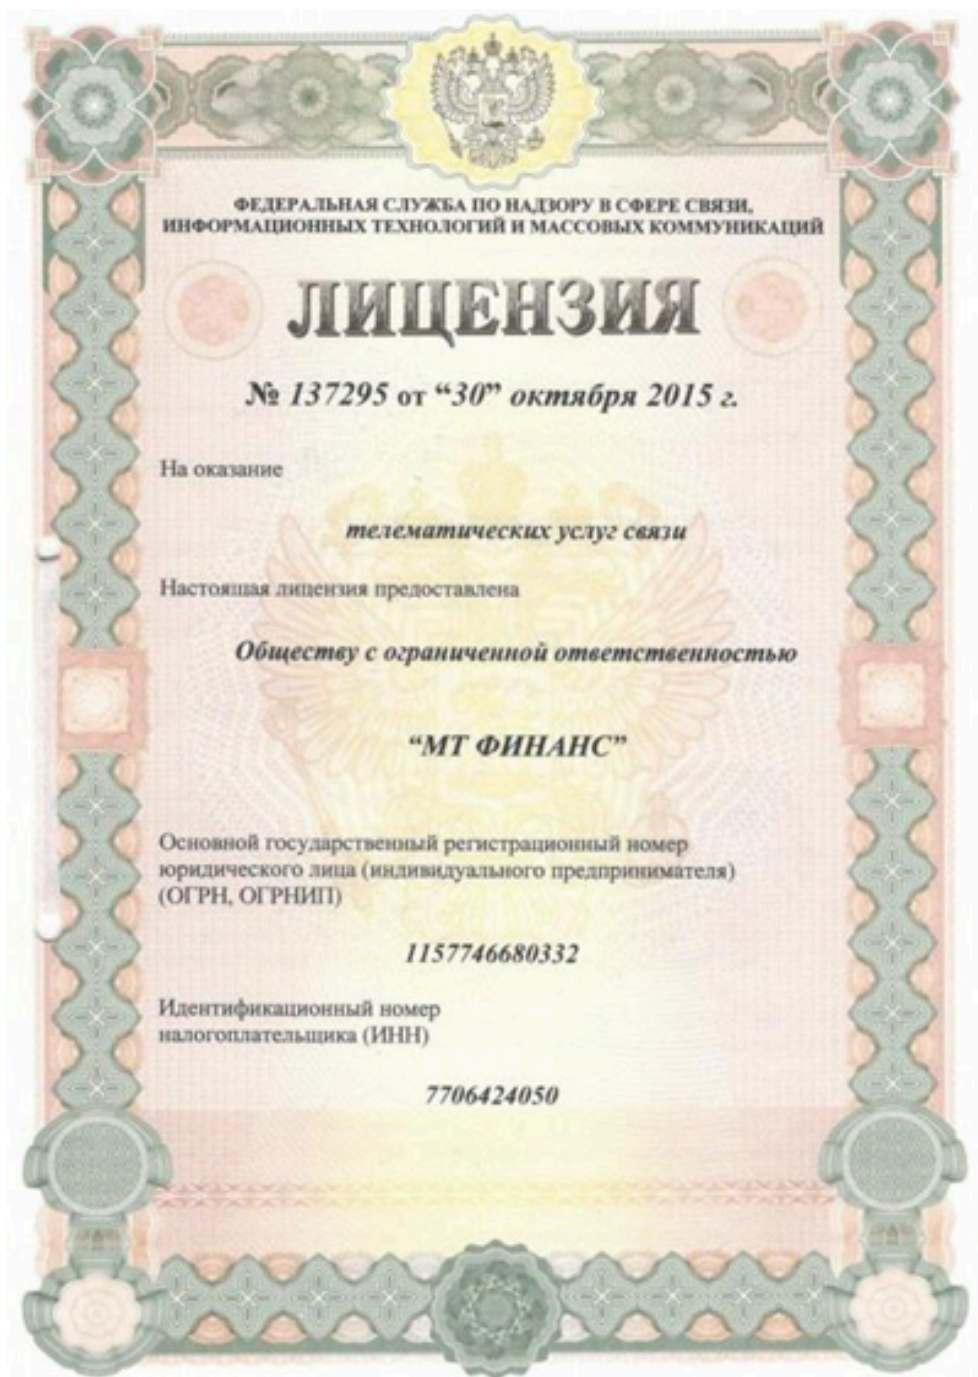 ФЕДЕРАЛЬНАЯ СЛУЖБА ПО НАДЗОРУ В СФЕРЕ СВЯЗИ,
ИНФОРМАЦИОННЫХ ТЕХНОЛОГИЙ И МАССОВЫХ КОММУНИКАЦИЙ
ЛИЦЕНЗИЯ
№ 137295 от “30” октября 2015 г.
На оказание
телематических услуг связи
Настоящая лицензия предоставлена
Обществу с ограниченной ответственностью
“МТ ФИНАНС”
Основной государственный регистрационный номер
юридического лица (индивидуального предпринимателя)
(ОГРН, ОГРНИП)
1157746680332
Идентификационный номер
налогоплательщика (ИНН)
7706424050